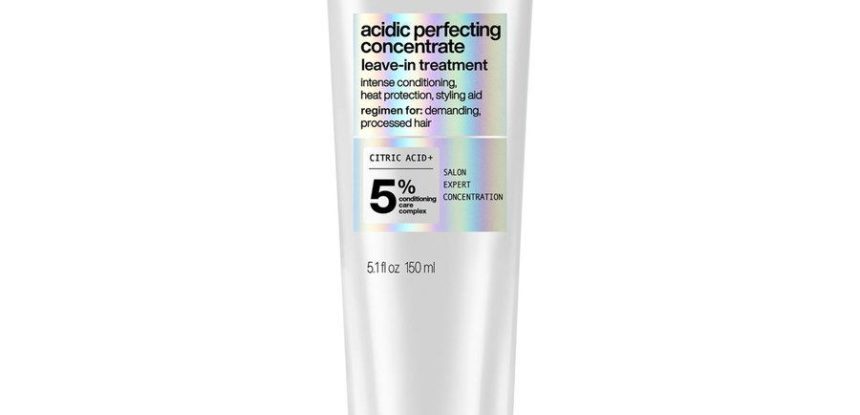 acidic perfecting
concentrate
leave-in treatment
intense conditioning,
heat protection, styling aid
regimen for: demanding,
processed hair
CITRIC ACID+
5%
conditioning
care
complex
SALON
EXPERT
CONCENTRATION
5.1 fl oz 150 ml